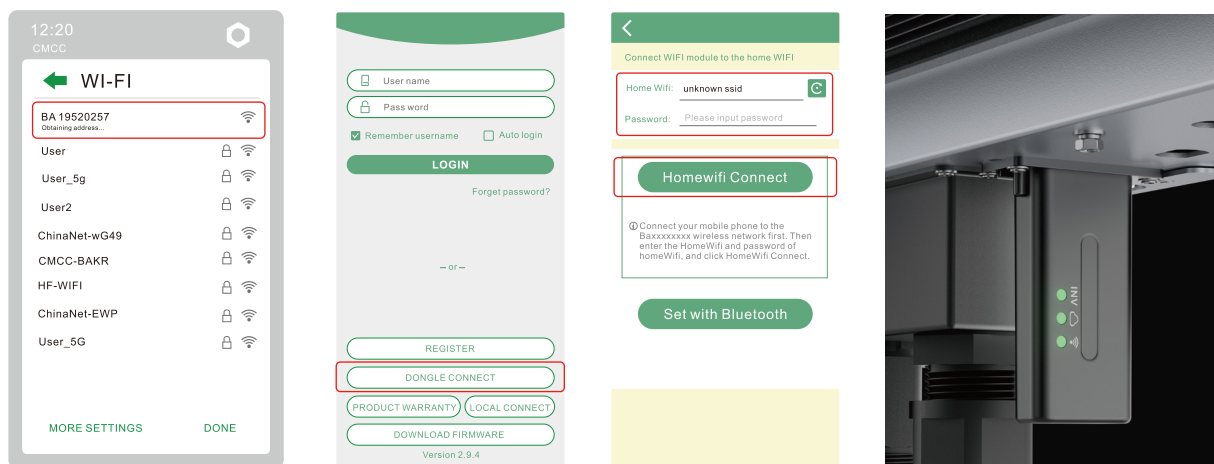 12:20
CMCC
WI-FI
BA 19520257
Obtaining address...
User
User_5g
User2
ChinaNet-wG49
CMCC-BAKR
HF-WIFI
ChinaNet-EWP
User_5G
MORE SETTINGS
DONE
User name
Pass word
Remember username
Auto login
LOGIN
Forget password?
— or —
REGISTER
DONGLE CONNECT
PRODUCT WARRANTY
LOCAL CONNECT
DOWNLOAD FIRMWARE
Version 2.9.4
Connect WIFI module to the home WIFI
Home Wifi: unknown ssid
Password: Please input password
Homewifi Connect
Connect your mobile phone to the
Baxxxxxxxx wireless network first. Then
enter the HomeWifi and password of
homeWifi, and click HomeWifi Connect.
Set with Bluetooth
INV